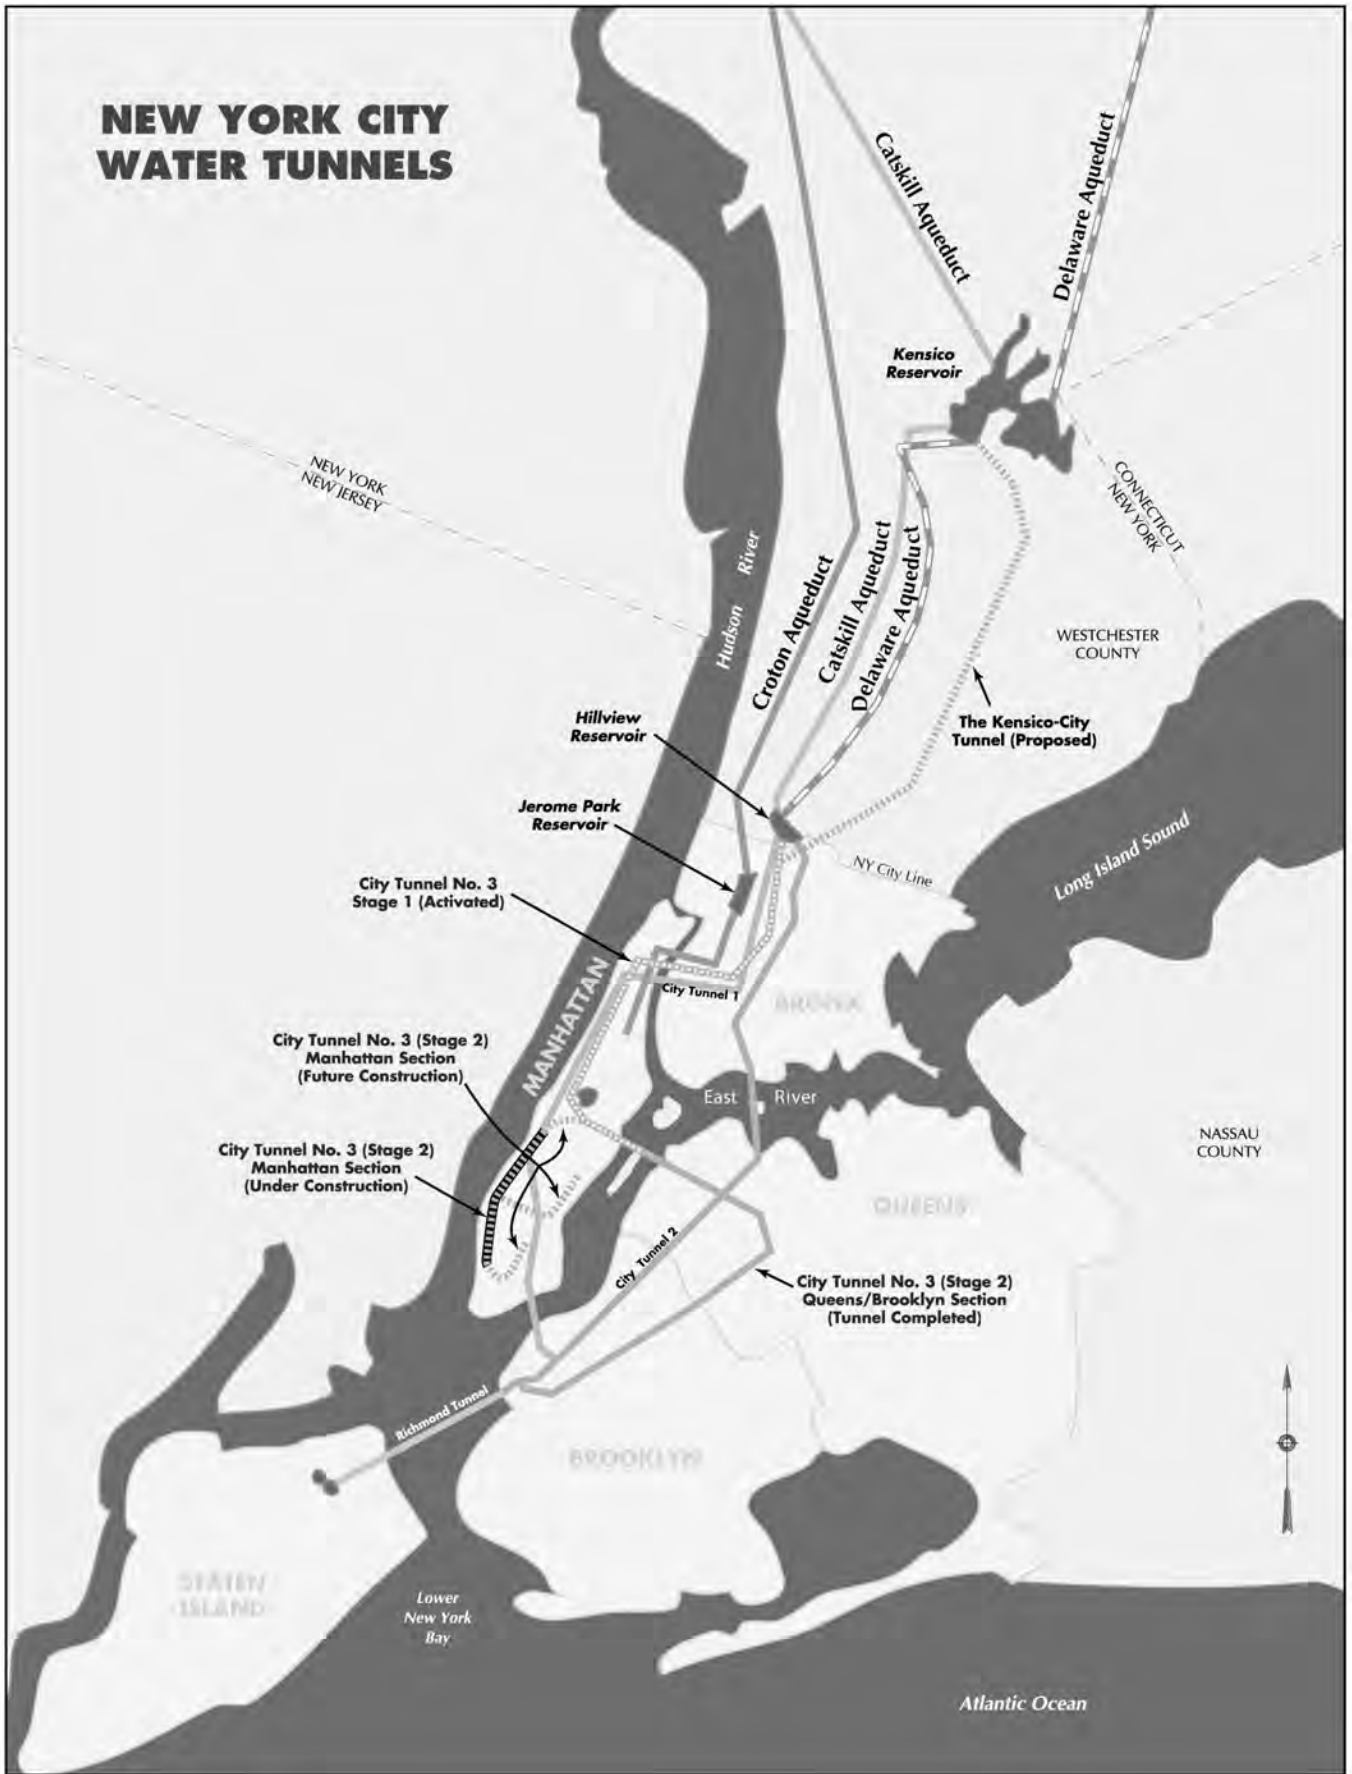 NEW YORK CITY
WATER TUNNELS
Catskill Aqueduct
Delaware Aqueduct
Kensico
Reservoir
NEW YORK
NEW JERSEY
CONNECTICUT
NEW YORK
Hudson River
Croton Aqueduct
Catskill Aqueduct
Delaware Aqueduct
WESTCHESTER
COUNTY
The Kensico-City
Tunnel (Proposed)
Hillview
Reservoir
Jerome Park
Reservoir
NY City Line
Long Island Sound
City Tunnel No. 3
Stage 1 (Activated)
MANHATTAN
City Tunnel 1
BRONX
City Tunnel No. 3 (Stage 2)
Manhattan Section
(Future Construction)
East River
City Tunnel No. 3 (Stage 2)
Manhattan Section
(Under Construction)
NASSAU
COUNTY
QUEENS
City Tunnel 2
City Tunnel No. 3 (Stage 2)
Queens/Brooklyn Section
(Tunnel Completed)
Richmond Tunnel
BROOKLYN
STATEN
ISLAND
Lower
New York
Bay
Atlantic Ocean